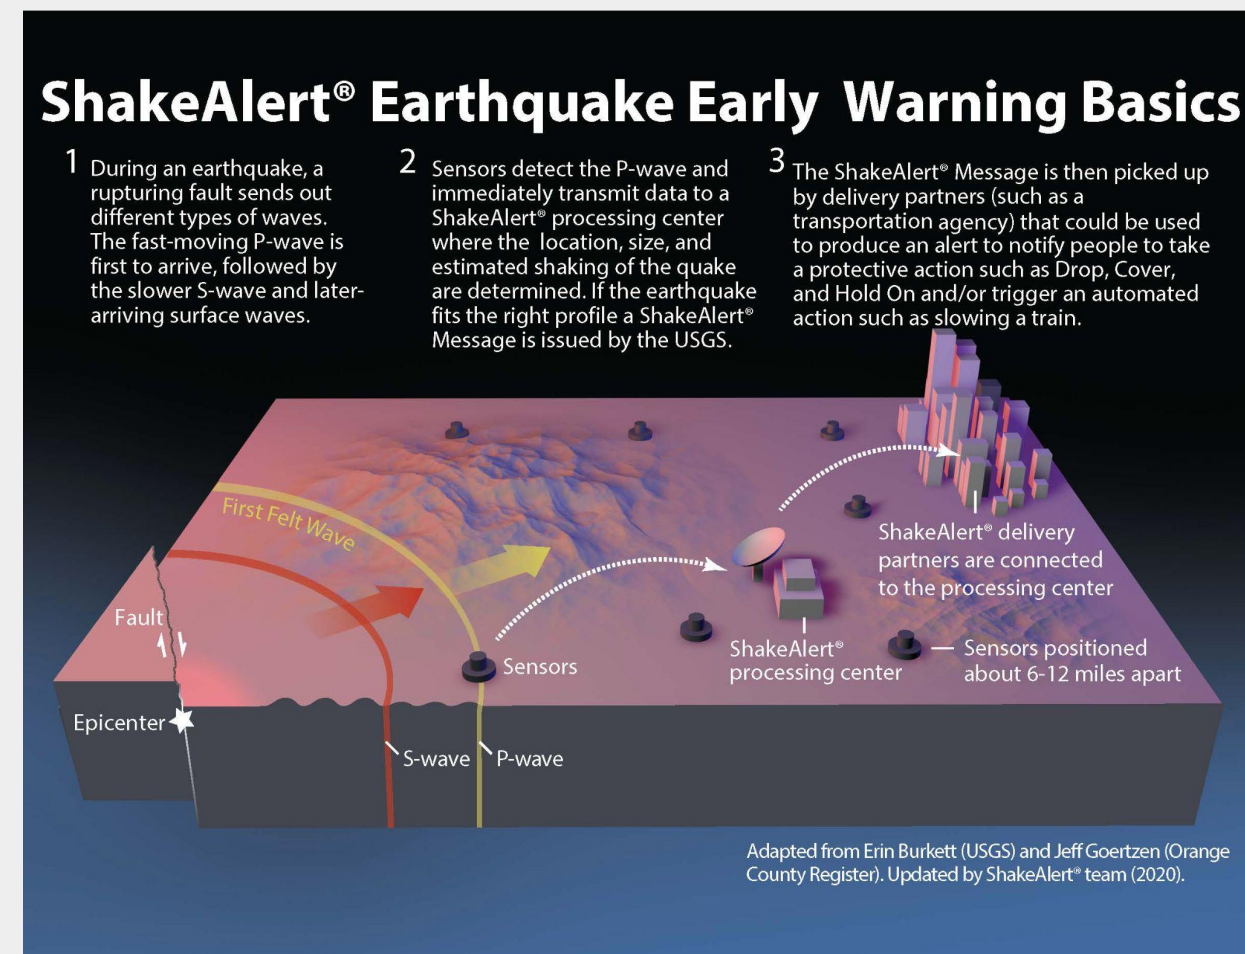 ShakeAlert® Earthquake Early Warning Basics
1 During an earthquake, a
rupturing fault sends out
different types of waves.
The fast-moving P-wave is
first to arrive, followed by
the slower S-wave and later-
arriving surface waves.
2 Sensors detect the P-wave and
immediately transmit data to a
ShakeAlert® processing center
where the location, size, and
estimated shaking of the quake
are determined. If the earthquake
fits the right profile a ShakeAlert®
Message is issued by the USGS.
3 The ShakeAlert® Message is then picked up
by delivery partners (such as a
transportation agency) that could be used
to produce an alert to notify people to take
a protective action such as Drop, Cover,
and Hold On and/or trigger an automated
action such as slowing a train.
First Felt Wave
ShakeAlert® delivery
partners are connected
to the processing center
Fault
Sensors
ShakeAlert®
processing center
Sensors positioned
about 6-12 miles apart
Epicenter
S-wave
P-wave
Adapted from Erin Burkett (USGS) and Jeff Goertzen (Orange
County Register). Updated by ShakeAlert® team (2020).